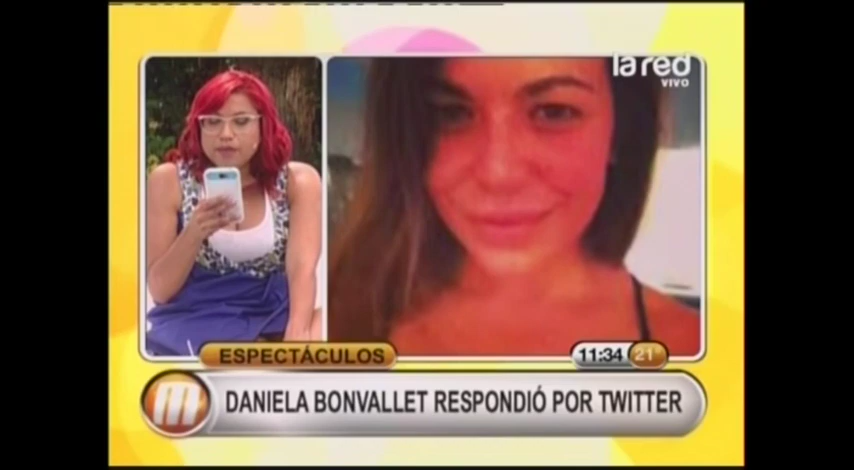 la red
VIVO
ESPECTÁCULOS
11:34 21°
m
DANIELA BONVALLET RESPONDIÓ POR TWITTER